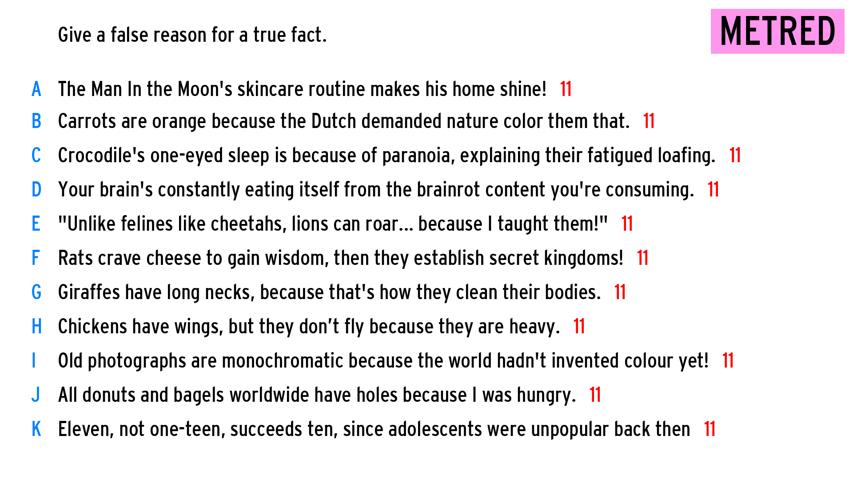 Give a false reason for a true fact.
METRED
A The Man In the Moon's skincare routine makes his home shine! 11
B Carrots are orange because the Dutch demanded nature color them that. 11
C Crocodile's one-eyed sleep is because of paranoia, explaining their fatigued loafing. 11
D Your brain's constantly eating itself from the brainrot content you're consuming. 11
E "Unlike felines like cheetahs, lions can roar... because I taught them!" 11
F Rats crave cheese to gain wisdom, then they establish secret kingdoms! 11
G Giraffes have long necks, because that's how they clean their bodies. 11
H Chickens have wings, but they don’t fly because they are heavy. 11
I Old photographs are monochromatic because the world hadn't invented colour yet! 11
J All donuts and bagels worldwide have holes because I was hungry. 11
K Eleven, not one-teen, succeeds ten, since adolescents were unpopular back then 11